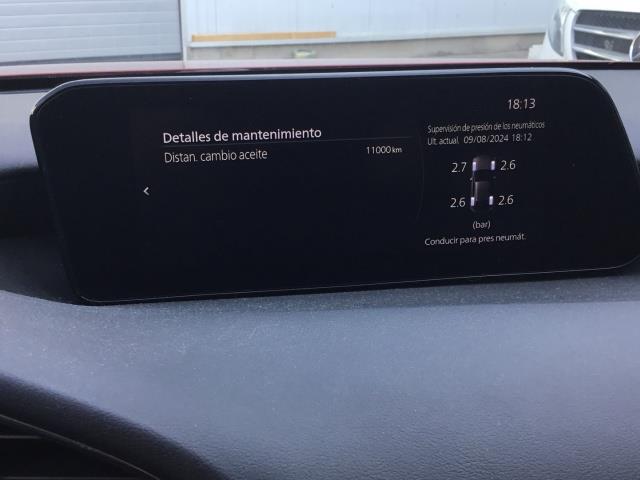 18:13
Detalles de mantenimiento
Distan. cambio aceite 11000 km
Supervisión de presión de los neumáticos
Ult. actual. 09/08/2024 18:12
2.7 2.6
2.6 2.6
(bar)
Conducir para pres neumát.